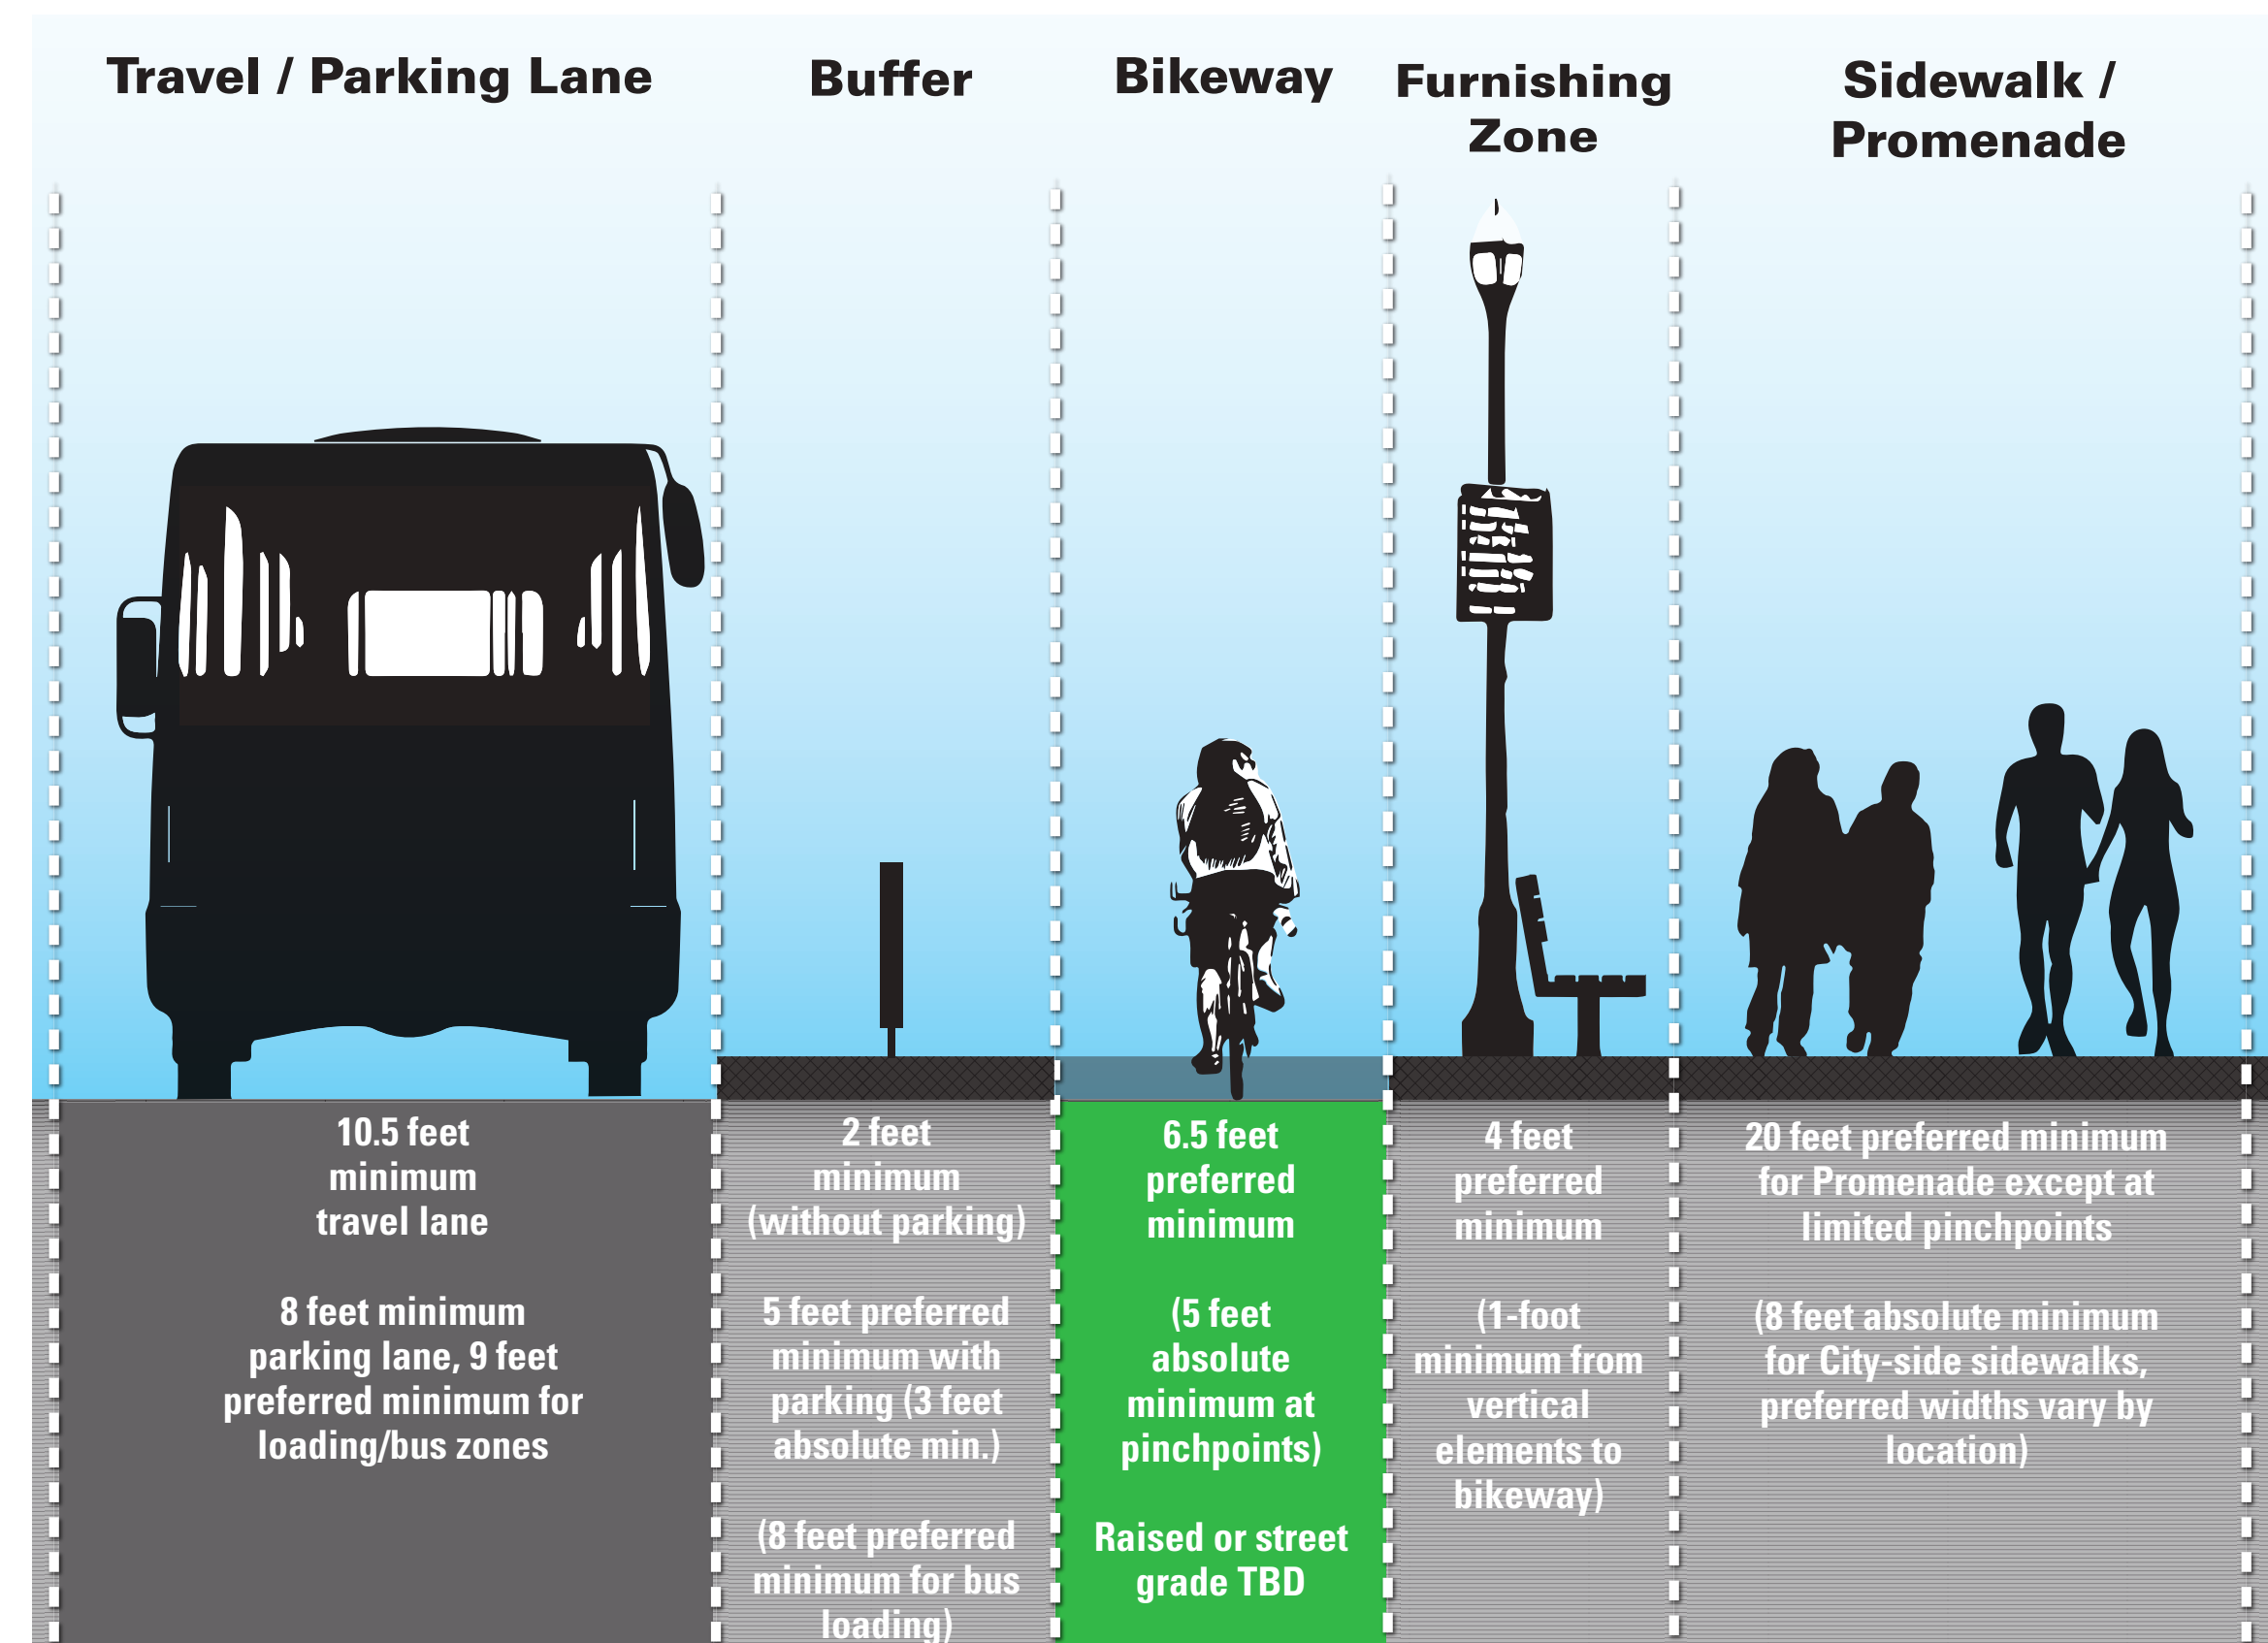 Travel / Parking Lane
Buffer
Bikeway
Furnishing
Zone
Sidewalk /
Promenade
10.5 feet
minimum
travel lane
8 feet minimum
parking lane, 9 feet
preferred minimum for
loading/bus zones
2 feet
minimum
(without parking)
5 feet preferred
minimum with
parking (3 feet
absolute min.)
(8 feet preferred
minimum for bus
loading)
6.5 feet
preferred
minimum
(5 feet
absolute
minimum at
pinchpoints)
Raised or street
grade TBD
4 feet
preferred
minimum
(1-foot
minimum from
vertical
elements to
bikeway)
20 feet preferred minimum
for Promenade except at
limited pinchpoints
(8 feet absolute minimum
for City-side sidewalks,
preferred widths vary by
location)